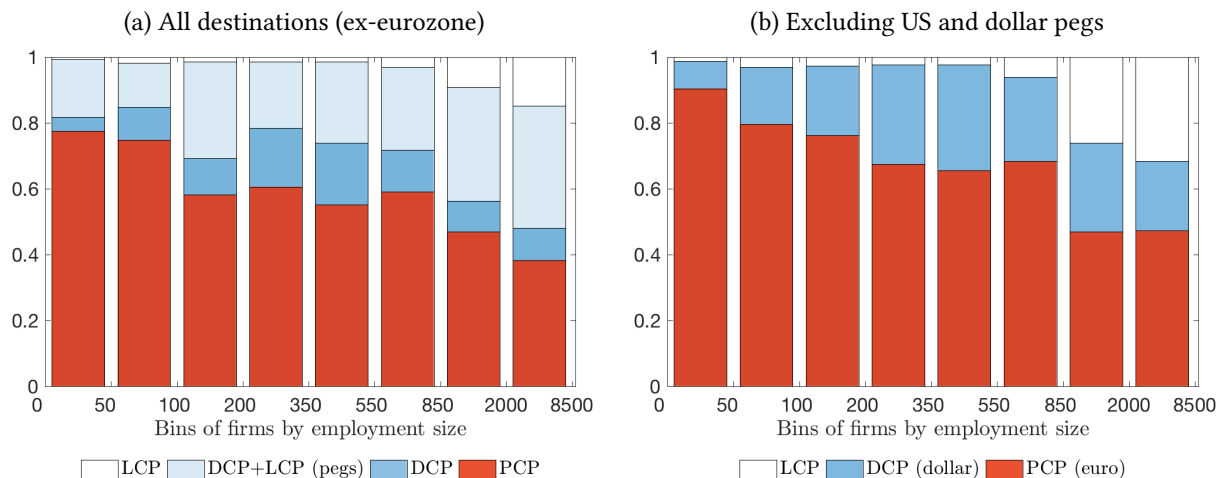 (a) All destinations (ex-eurozone)
1
0.8
0.6
0.4
0.2
0
0 50 100 200 350 550 850 2000 8500
Bins of firms by employment size
LCP DCP+LCP (pegs) DCP PCP
(b) Excluding US and dollar pegs
1
0.8
0.6
0.4
0.2
0
0 50 100 200 350 550 850 2000 8500
Bins of firms by employment size
LCP DCP (dollar) PCP (euro)